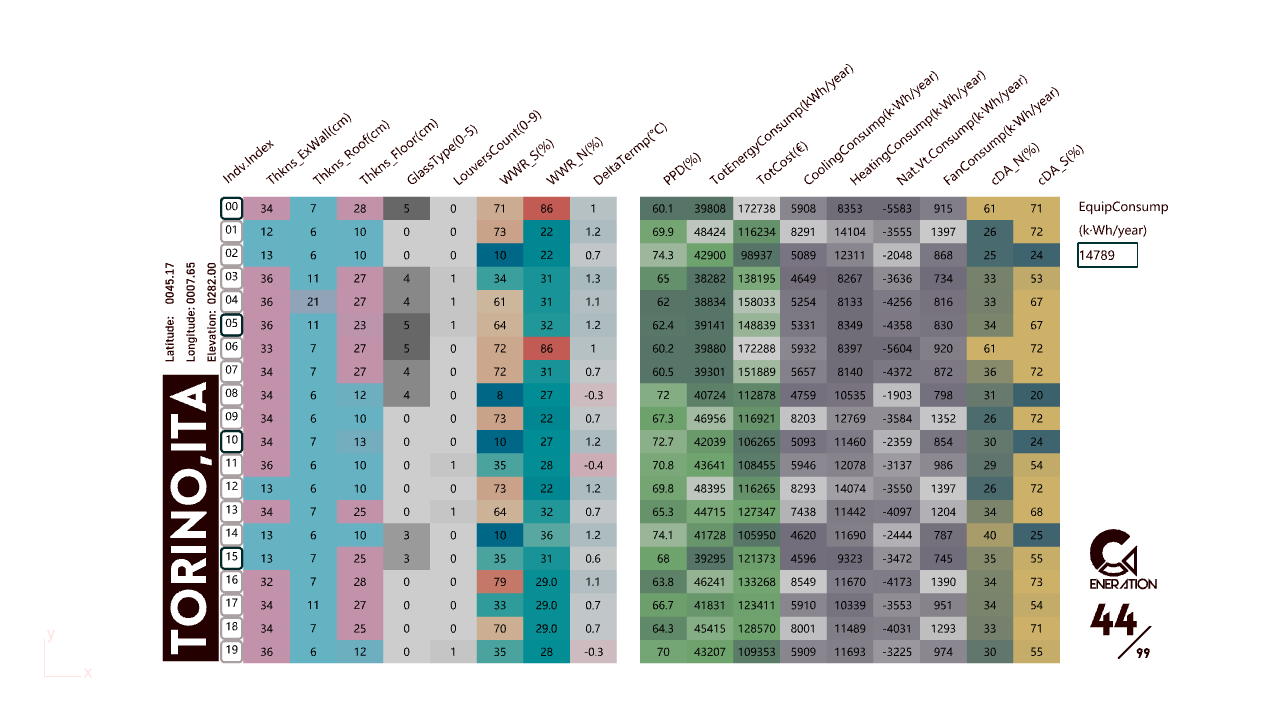 Indv.Index Thkns_ExWall(cm) Thkns_Roof(cm) Thkns_Floor(cm) GlassType(0-5) LouversCount(0-9) WWR_S(%) WWR_N(%) DeltaTermp(°C) PPD(%) TotEnergyConsump(kWh/year) TotCost(€) CoolingConsump(k·Wh/year) HeatingConsump(k·Wh/year) Nat.Vt.Consump(k·Wh/year) FanConsump(k·Wh/year) cDA_N(%) cDA_S(%)
00 34 7 28 5 0 71 86 1 60.1 39808 172738 5908 8353 -5583 915 61 71
01 12 6 10 0 0 73 22 1.2 69.9 48424 116234 8291 14104 -3555 1397 26 72
02 13 6 10 0 0 10 22 0.7 74.3 42900 98937 5089 12311 -2048 868 25 24
03 36 11 27 4 1 34 31 1.3 65 38282 138195 4649 8267 -3636 734 33 53
04 36 21 27 4 1 61 31 1.1 62 38834 158033 5254 8133 -4256 816 33 67
05 36 11 23 5 1 64 32 1.2 62.4 39141 148839 5331 8349 -4358 830 34 67
06 33 7 27 5 0 72 86 1 60.2 39880 172288 5932 8397 -5604 920 61 72
07 34 7 27 4 0 72 31 0.7 60.5 39301 151889 5657 8140 -4372 872 36 72
08 34 6 12 4 0 8 27 -0.3 72 40724 112878 4759 10535 -1903 798 31 20
09 34 6 10 0 0 73 22 0.7 67.3 46956 116921 8203 12769 -3584 1352 26 72
10 34 7 13 0 0 10 27 1.2 72.7 42039 106265 5093 11460 -2359 854 30 24
11 36 6 10 0 1 35 28 -0.4 70.8 43641 108455 5946 12078 -3137 986 29 54
12 13 6 10 0 0 73 22 1.2 69.8 48395 116265 8293 14074 -3550 1397 26 72
13 34 7 25 0 1 64 32 0.7 65.3 44715 127347 7438 11442 -4097 1204 34 68
14 13 6 10 3 0 10 36 1.2 74.1 41728 105950 4620 11690 -2444 787 40 25
15 13 7 25 3 0 35 31 0.6 68 39295 121373 4596 9323 -3472 745 35 55
16 32 7 28 0 0 79 29.0 1.1 63.8 46241 133268 8549 11670 -4173 1390 34 73
17 34 11 27 0 0 33 29.0 0.7 66.7 41831 123411 5910 10339 -3553 951 34 54
18 34 7 25 0 0 70 29.0 0.7 64.3 45415 128570 8001 11489 -4031 1293 33 71
19 36 6 12 0 1 35 28 -0.3 70 43207 109353 5909 11693 -3225 974 30 55
EquipConsump
(k·Wh/year)
14789
Latitude: 0045.17
Longitude: 0007.65
Elevation: 0282.00
TORINO,ITA
GENERATION
44/99
y
x